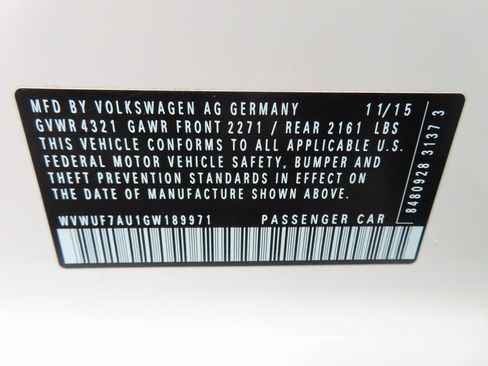 MFD BY VOLKSWAGEN AG GERMANY 11/15
GVWR 4321 GAWR FRONT 2271 / REAR 2161 LBS
THIS VEHICLE CONFORMS TO ALL APPLICABLE U.S.
FEDERAL MOTOR VEHICLE SAFETY, BUMPER AND
THEFT PREVENTION STANDARDS IN EFFECT ON
THE DATE OF MANUFACTURE SHOWN ABOVE.
WVWUF7AU1GW189971 PASSENGER CAR
8480928 3137 3